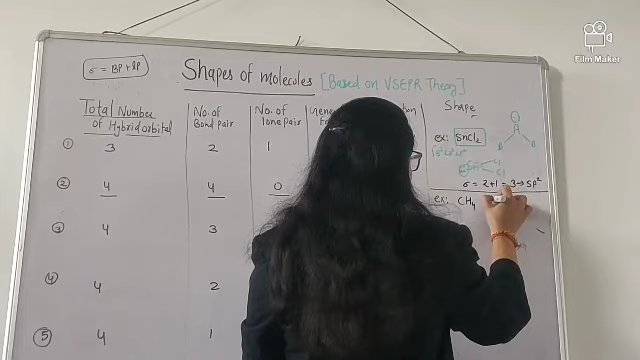 Film Maker
σ = BP + lp
Shapes of molecules [Based on VSEPR Theory]
Total Number of Hybrid orbital
No. of Bond pair
No. of lone pair
Shape
① 3 2 1
ex: SnCl₂
σ = 2+1 = 3 → SP²
② 4 4 0
ex: CH₄
③ 4 3
④ 4 2
⑤ 4 1